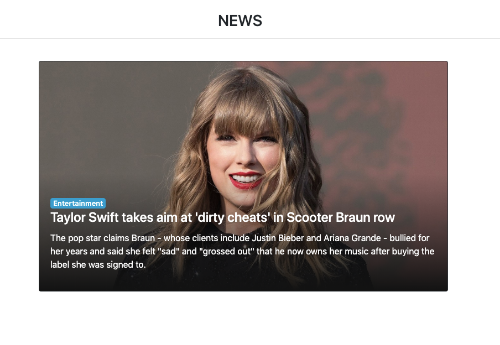 NEWS
Entertainment
Taylor Swift takes aim at 'dirty cheats' in Scooter Braun row
The pop star claims Braun - whose clients include Justin Bieber and Ariana Grande - bullied for
her years and said she felt "sad" and "grossed out" that he now owns her music after buying the
label she was signed to.